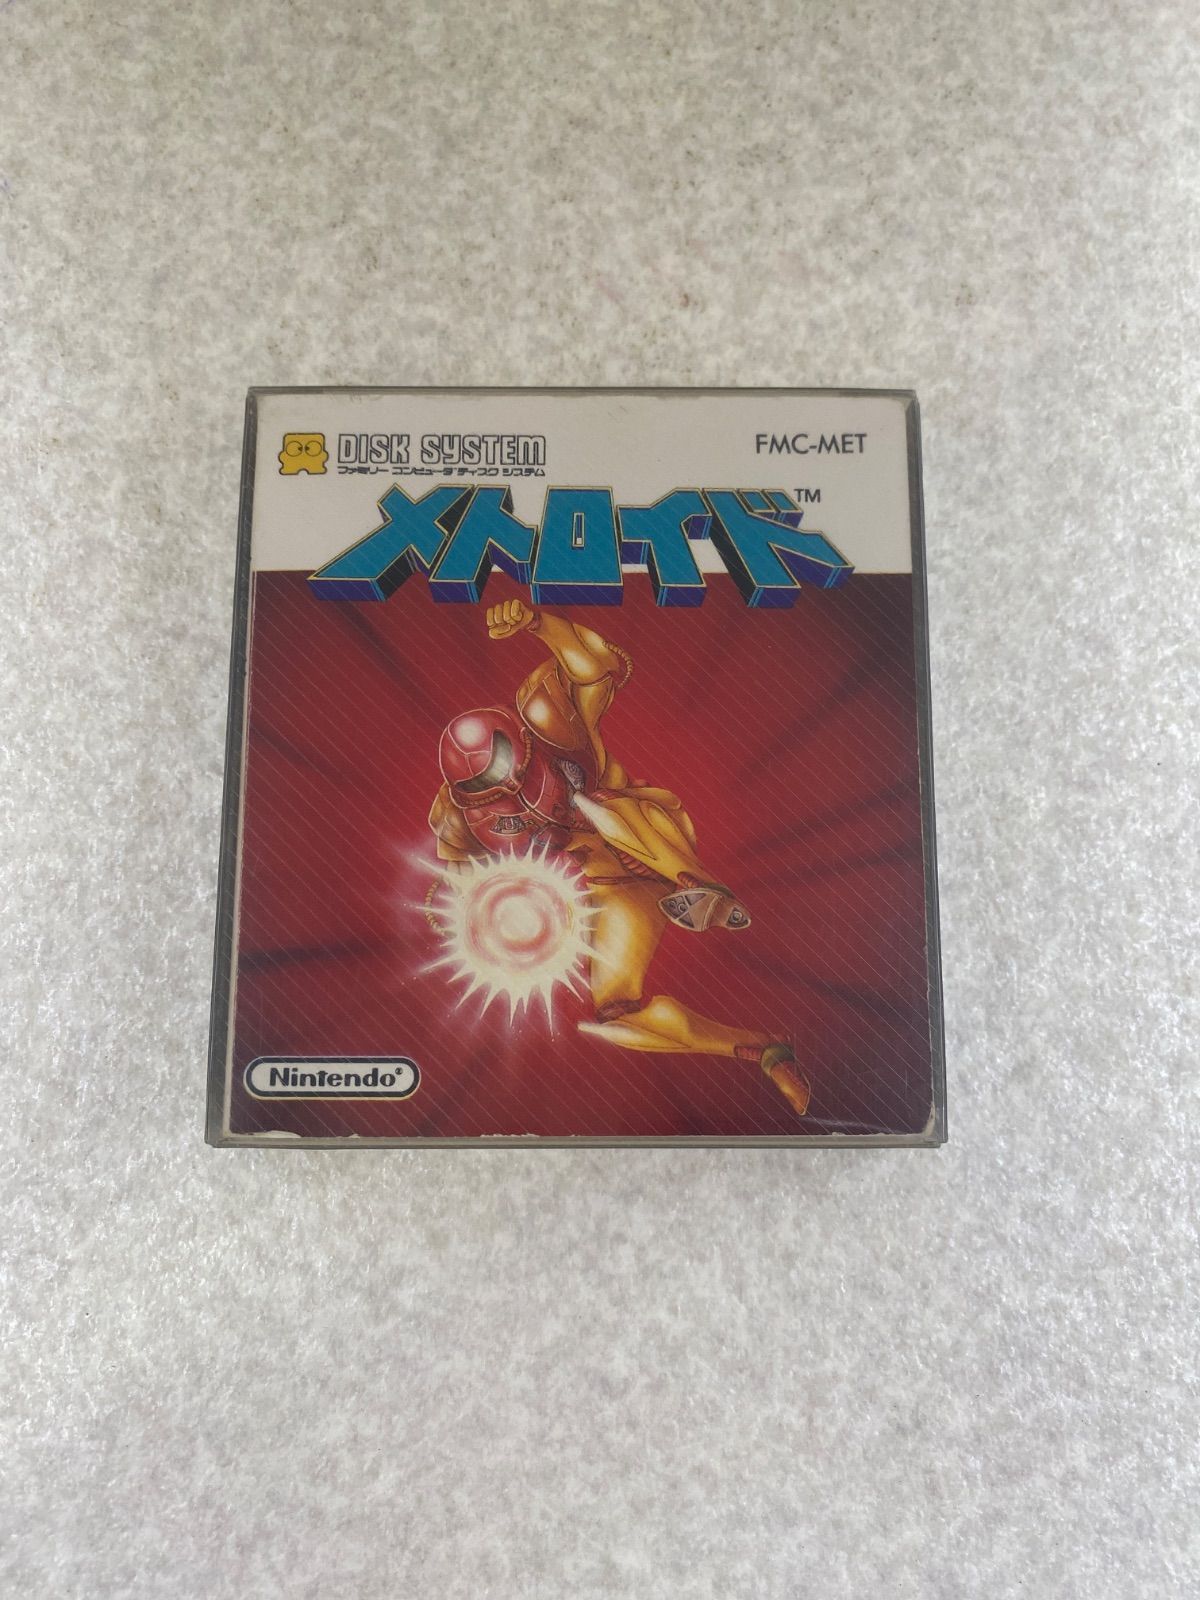 DISK SYSTEM
FMC-MET
ファミリー コンピュータ ディスク システム
メトロイド™
Nintendo®